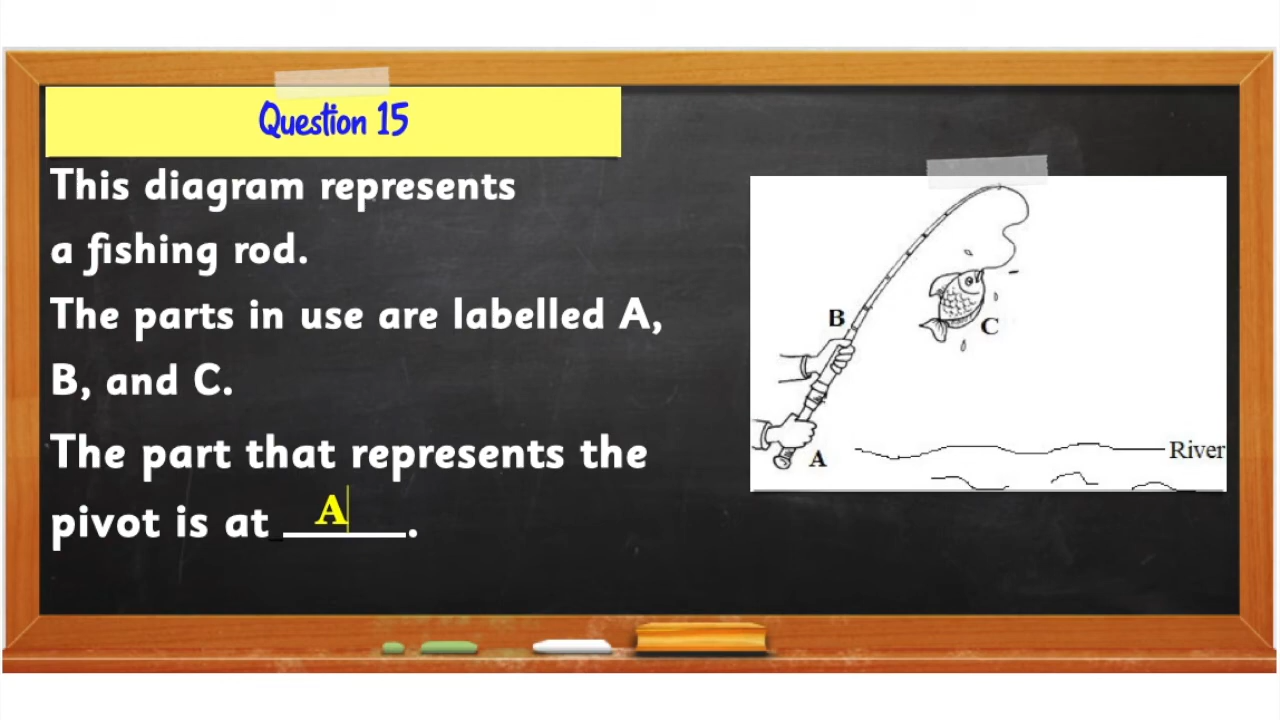 Question 15
This diagram represents
a fishing rod.
The parts in use are labelled A,
B, and C.
The part that represents the
pivot is at A.
B
C
A
River